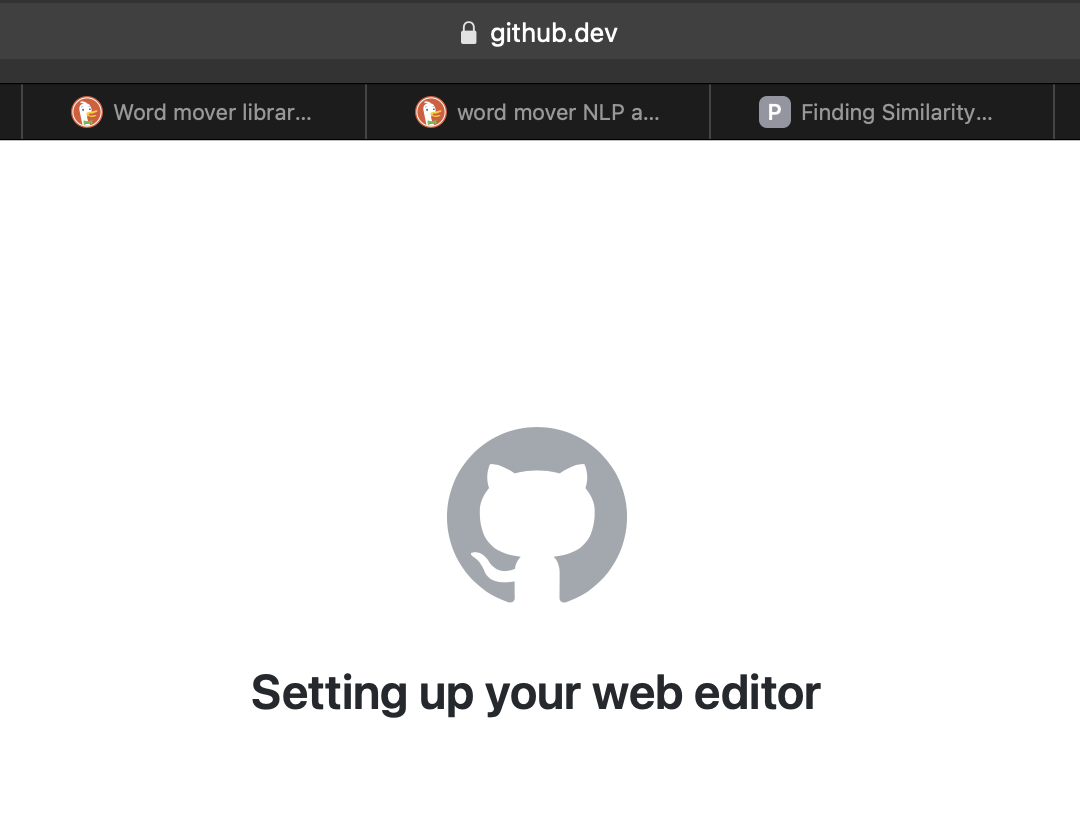 github.dev
Word mover librar...
word mover NLP a...
P
Finding Similarity...
Setting up your web editor